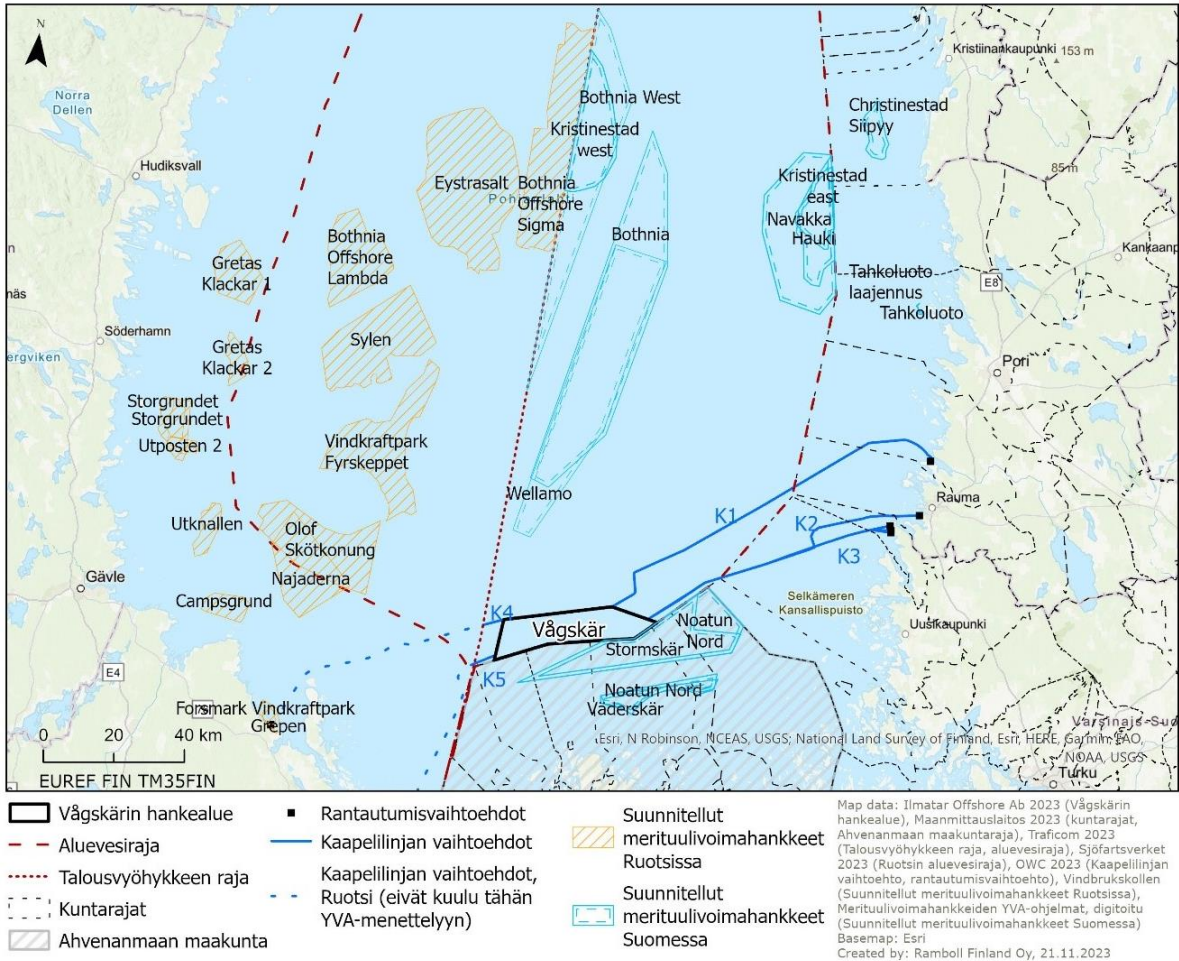 N
Norra
Dellen
Hudiksvall
Söderhamn
ergviken
näs
n
Gävle
E4
Bothnia West
Kristinestad
west
Eystrasalt
Bothnia
Offshore
Sigma
Bothnia
Bothnia
Offshore
Lambda
Gretas
Klackar 1
Sylen
Gretas
Klackar 2
Storgrundet
Storgrundet
Utposten 2
Vindkraftpark
Fyrskeppet
Utknallen
Olof
Skötkonung
Najaderna
Campsgrund
Wellamo
Christinestad
Siipyy
Kristinestad
east
Navakka
Hauki
Tahkoluoto
laajennus
Tahkoluoto
Kristiinankaupunki
153 m
85 m
Kankaanp
E8
Pori
Rauma
K1
K2
K3
K4
K5
Vågskär
Stormskär
Noatun
Nord
Noatun Nord
Väderskär
Selkämeren
Kansallispuisto
Uusikaupunki
Forsmark Vindkraftpark
Grepen
Varsinais-Suo
Esri, N Robinson, NCEAS, USGS; National Land Survey of Finland, Esri, HERE, Garmin, FAO,
NOAA, USGS
Turku
0 20 40 km
EUREF FIN TM35FIN
Vågskärin hankealue
Aluevesiraja
Talousvyöhykkeen raja
Kuntarajat
Ahvenanmaan maakunta
Rantautumisvaihtoehdot
Kaapelilinjan vaihtoehdot
Kaapelilinjan vaihtoehdot,
Ruotsi (eivät kuulu tähän
YVA-menettelyyn)
Suunnitellut
merituulivoimahankkeet
Ruotsissa
Suunnitellut
merituulivoimahankkeet
Suomessa
Map data: Ilmatar Offshore Ab 2023 (Vågskärin
hankealue), Maanmittauslaitos 2023 (kuntarajat,
Ahvenanmaan maakuntaraja), Traficom 2023
(Talousvyöhykkeen raja, aluevesiraja), Sjöfartsverket
2023 (Ruotsin aluevesiraja), OWC 2023 (Kaapelilinjan
vaihtoehto, rantautumisvaihtoehto), Vindbrukskollen
(Suunnitellut merituulivoimahankkeet Ruotsissa),
Merituulivoimahankkeiden YVA-ohjelmat, digitoitu
(Suunnitellut merituulivoimahankkeet Suomessa)
Basemap: Esri
Created by: Ramboll Finland Oy, 21.11.2023